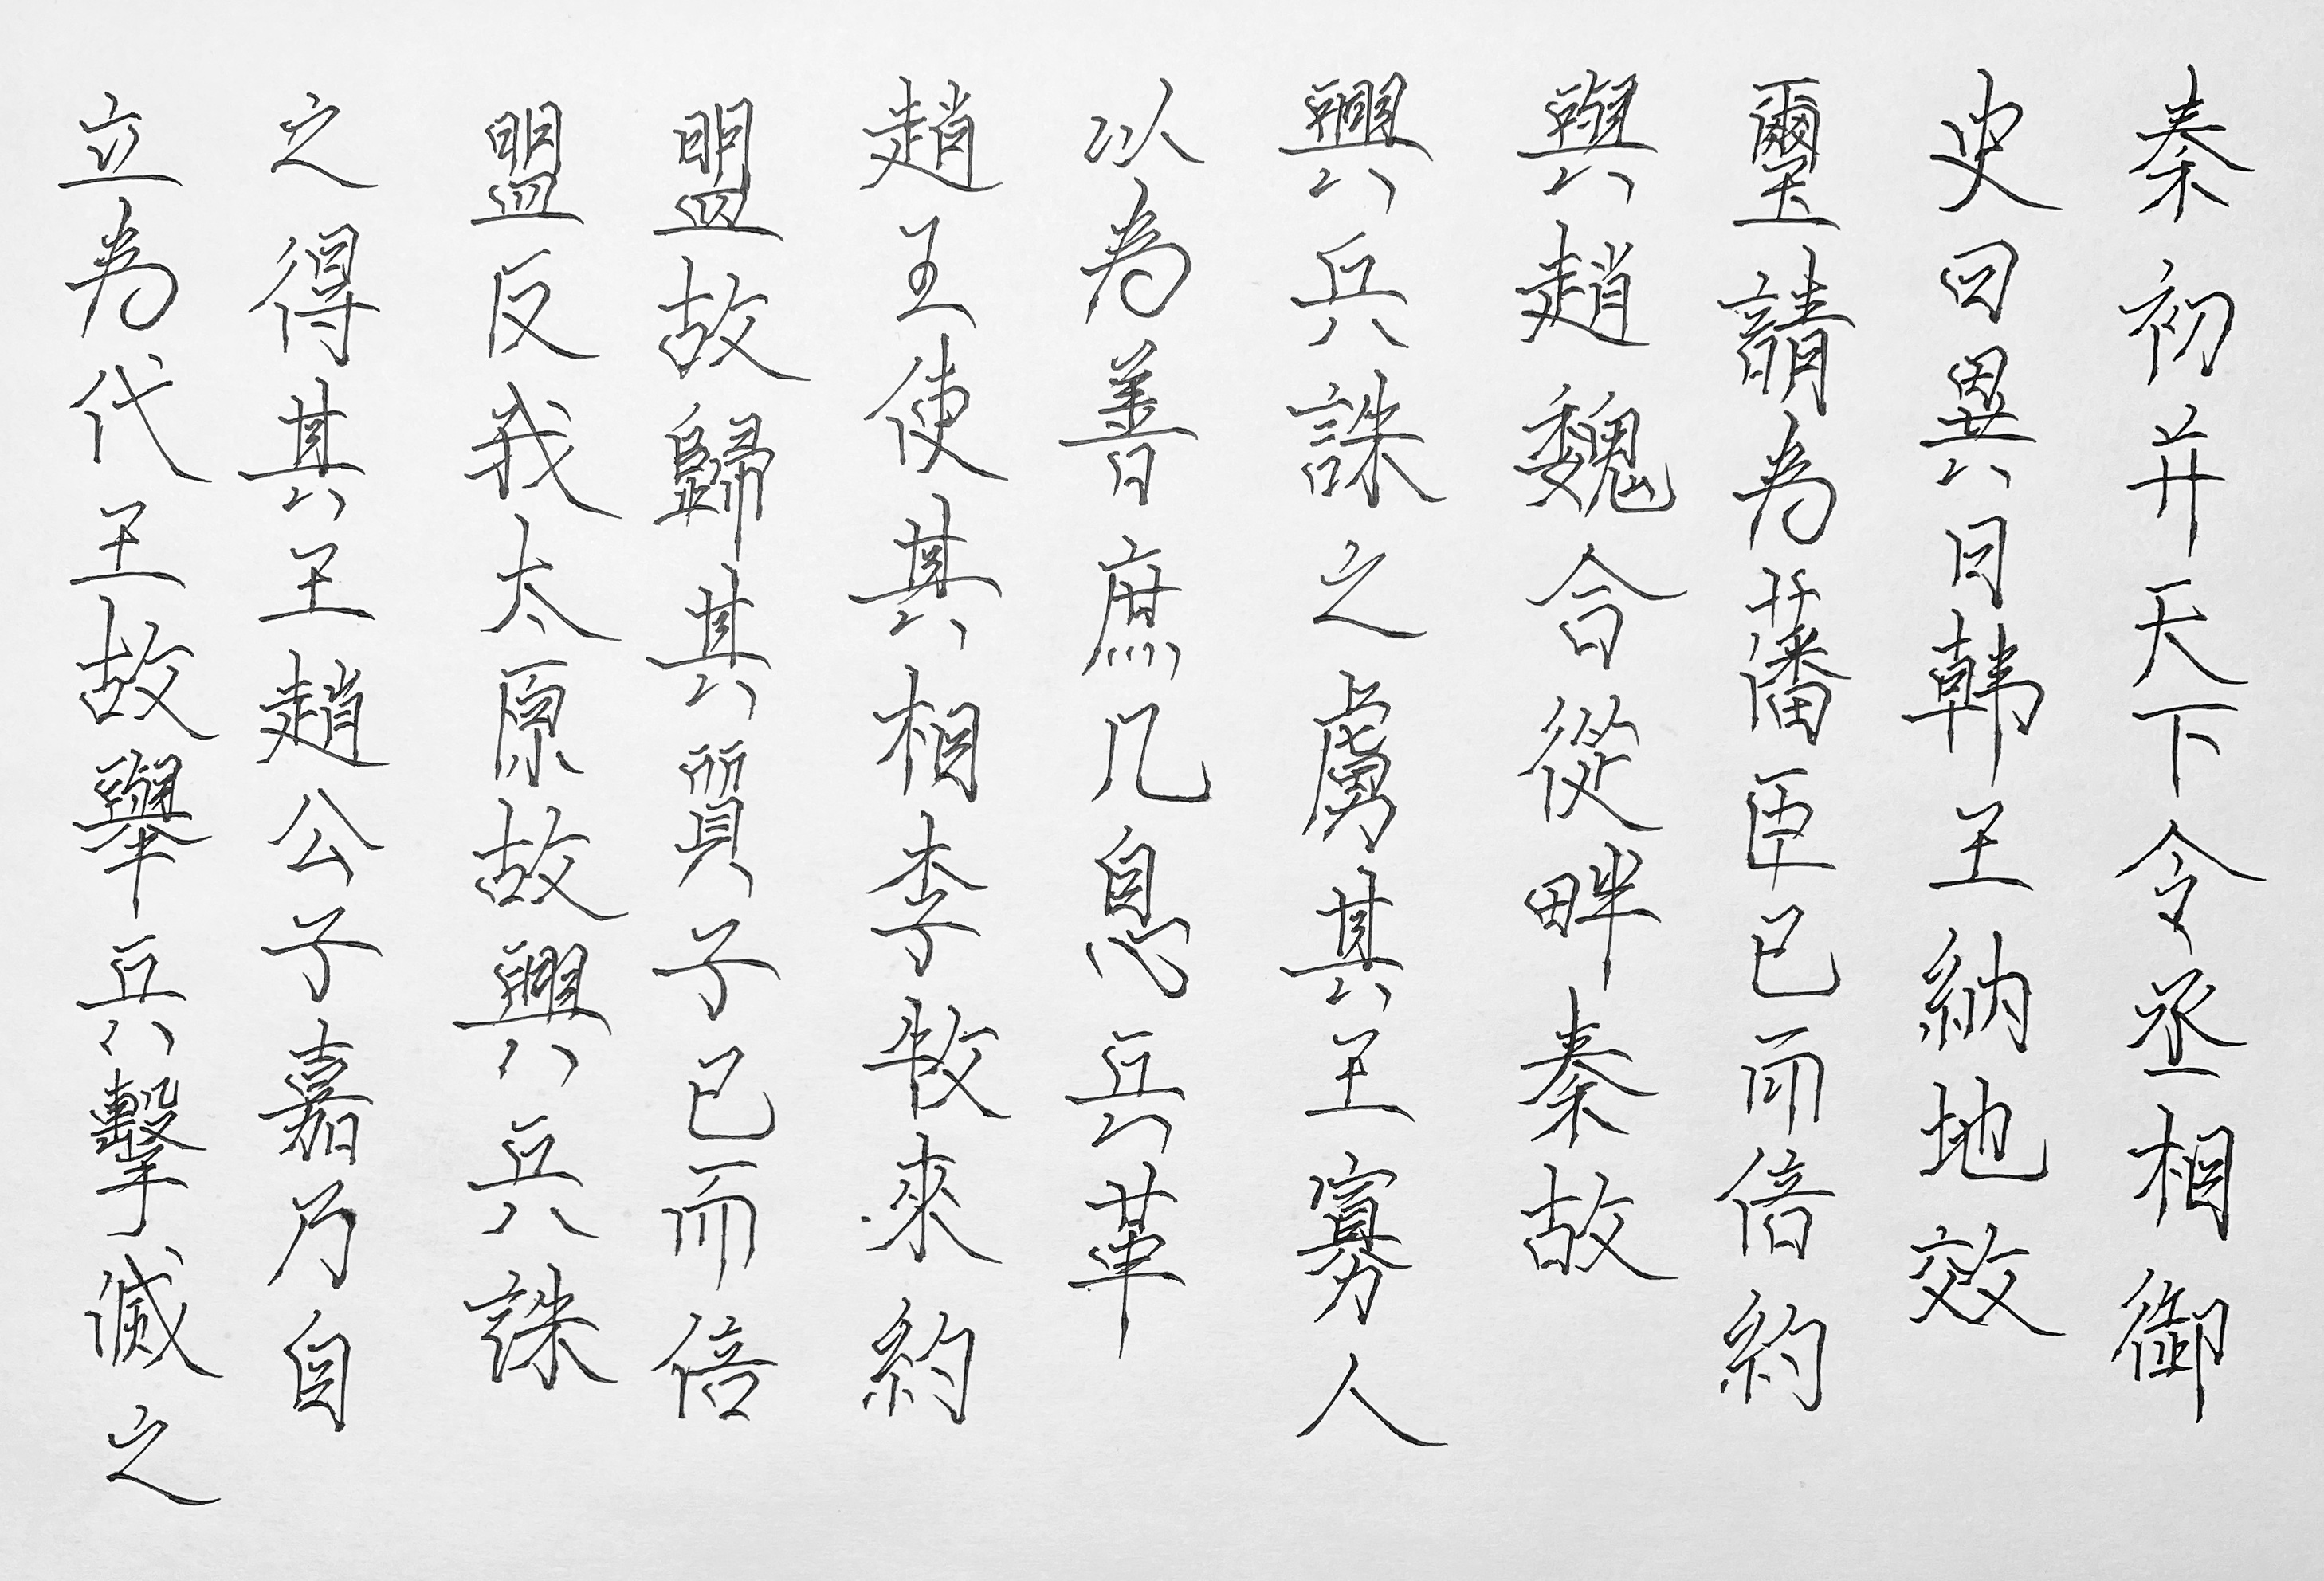 秦初并天下令丞相御
史曰異日韓王納地效
璽請為藩臣已而倍約
與趙魏合從畔秦故
興兵誅之虜其王寡人
以為善庶几息兵革
趙王使其相李牧來約
盟故歸其質子已而倍
盟反我太原故興兵誅
之得其王趙公子嘉乃自
立為代王故舉兵擊滅之